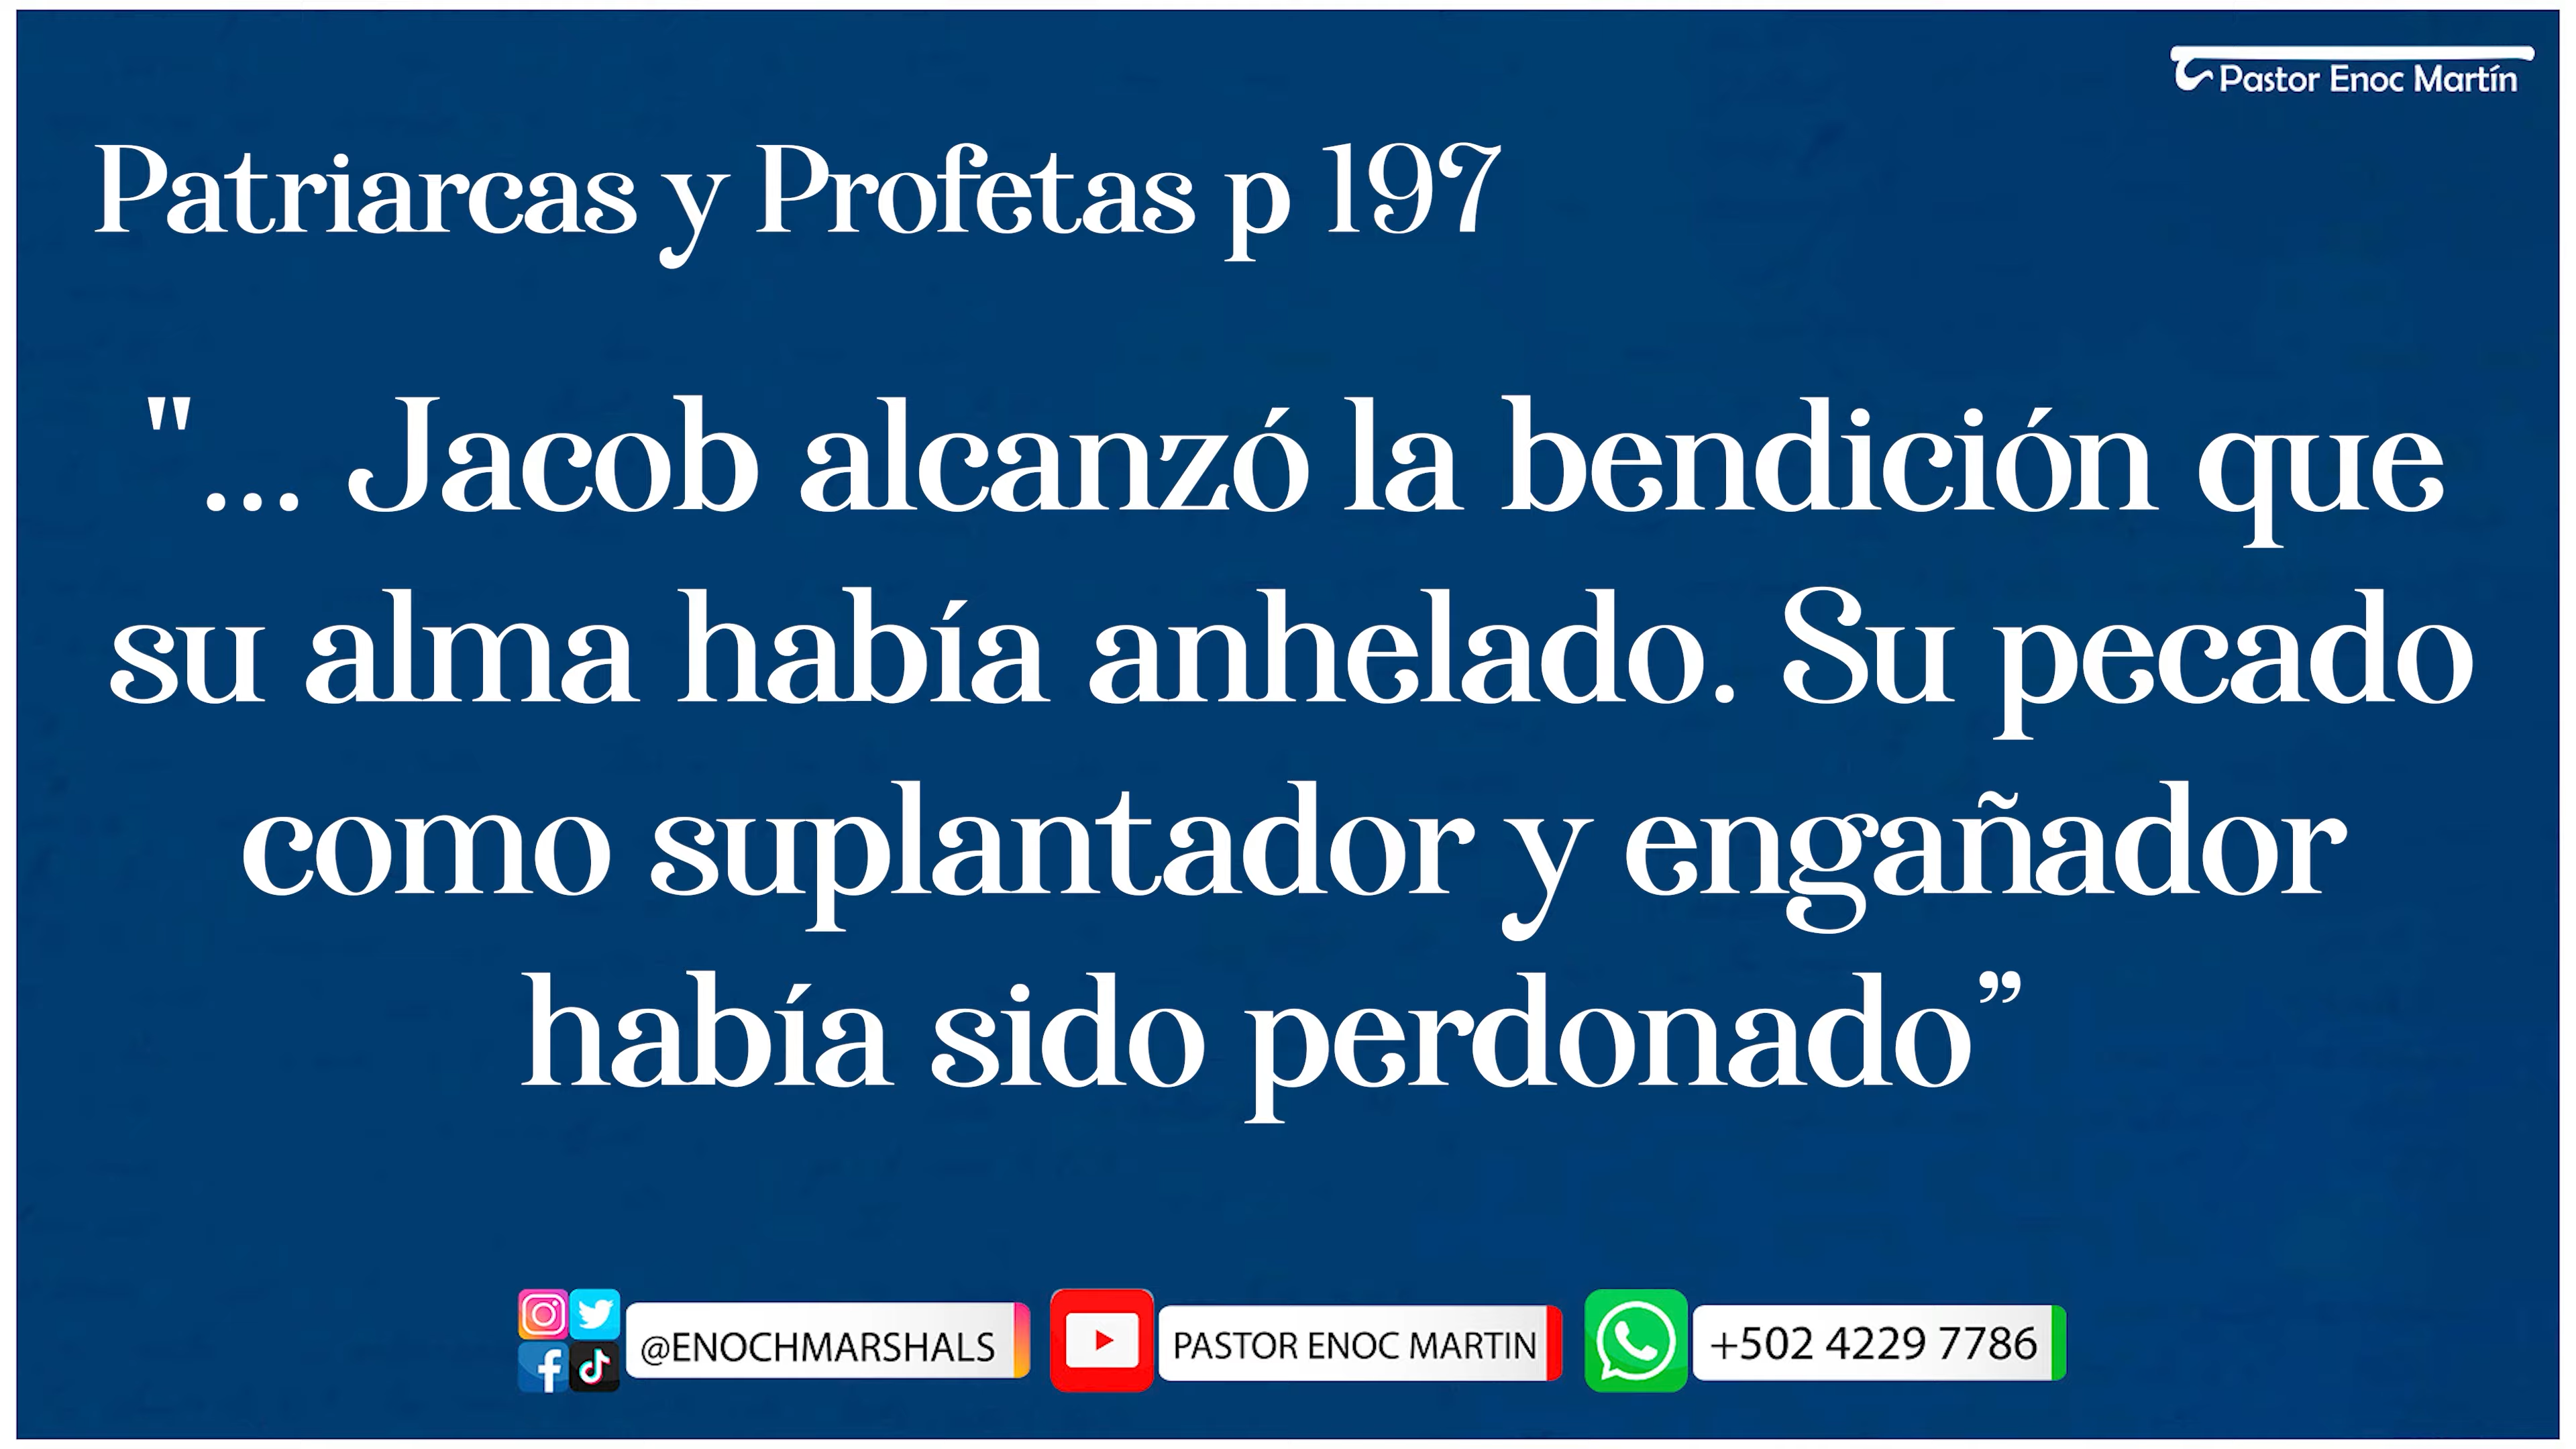 Pastor Enoc Martín
Patriarcas y Profetas p 197
"... Jacob alcanzó la bendición que
su alma había anhelado. Su pecado
como suplantador y engañador
había sido perdonado”
@ENOCHMARSHALS
PASTOR ENOC MARTIN
+502 4229 7786